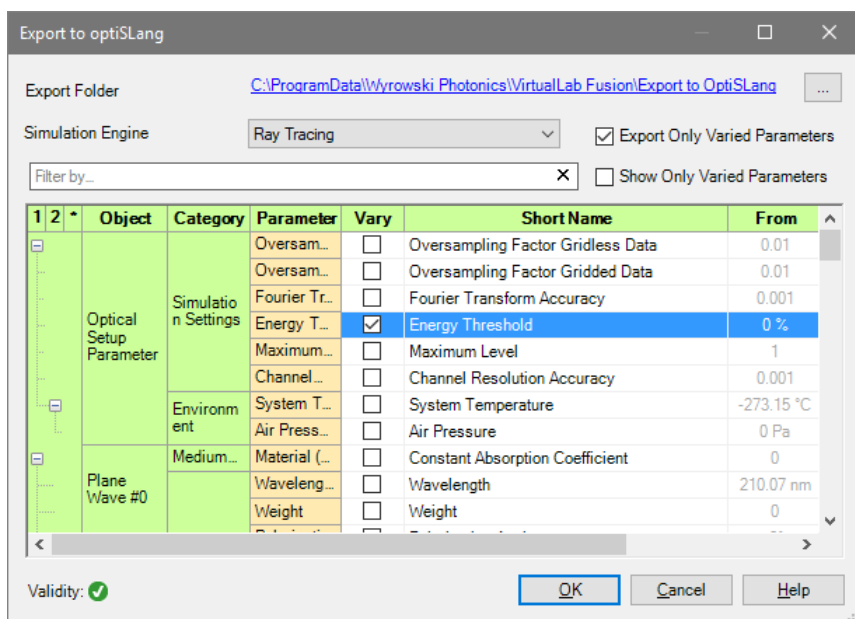 Export to optiSLang
Export Folder C:\ProgramData\Wyrowski Photonics\VirtualLab Fusion\Export to OptiSLang ...
Simulation Engine Ray Tracing Export Only Varied Parameters
Filter by... Show Only Varied Parameters
1 2 * Object Category Parameter Vary Short Name From
Oversam... Oversampling Factor Gridless Data 0.01
Oversam... Oversampling Factor Gridded Data 0.01
Simulatio
n Settings
Fourier Tr... Fourier Transform Accuracy 0.001
Optical
Setup
Parameter
Energy T... Energy Threshold 0 %
Maximum... Maximum Level 1
Channel... Channel Resolution Accuracy 0.001
Environm
ent
System T... System Temperature -273.15 °C
Air Press... Air Pressure 0 Pa
Medium... Material (... Constant Absorption Coefficient 0
Plane
Wave #0
Waveleng... Wavelength 210.07 nm
Weight Weight 0
Validity: OK Cancel Help